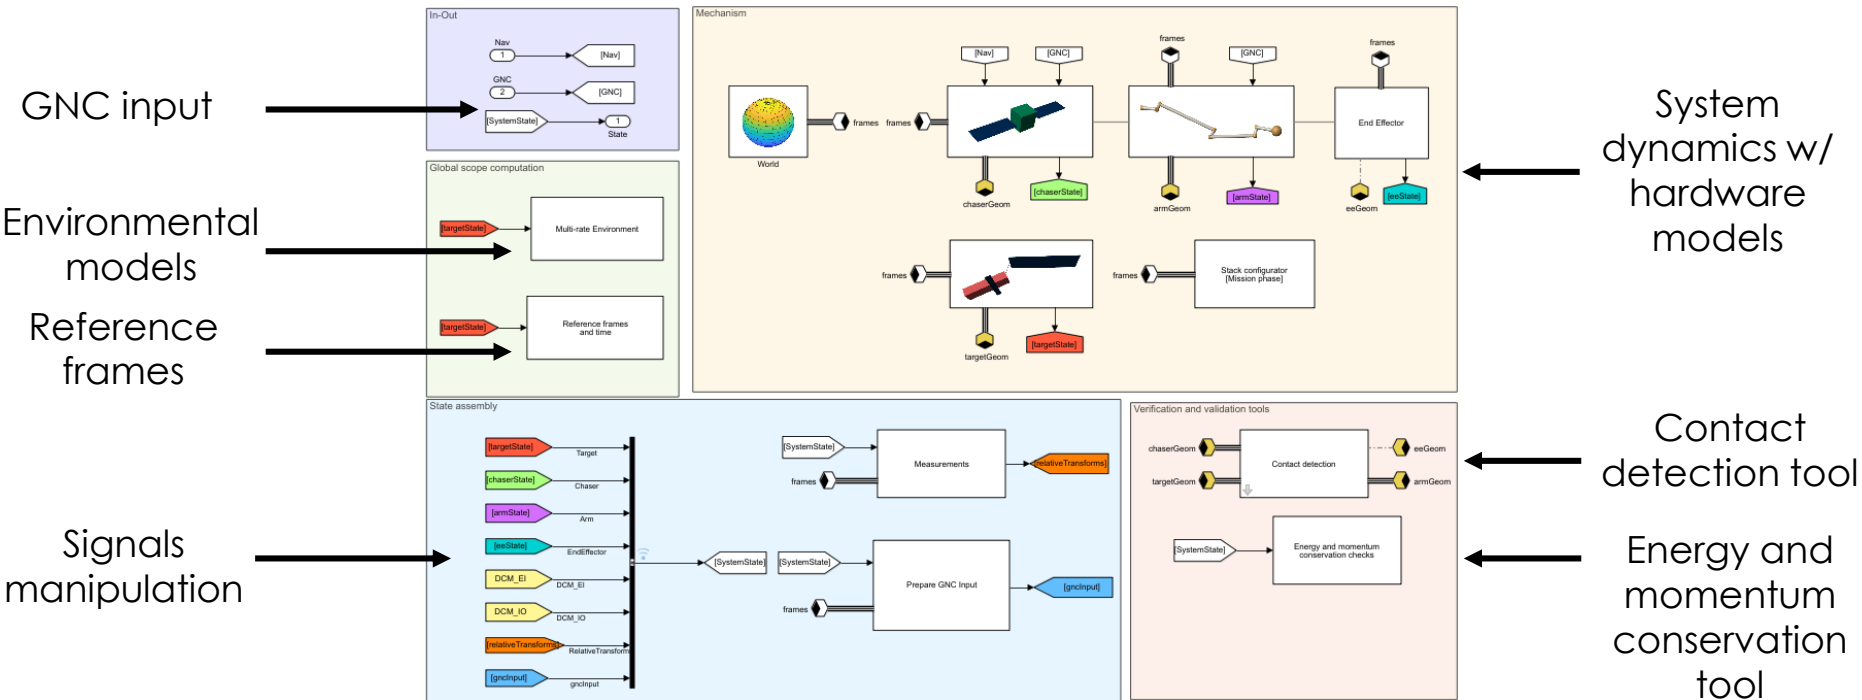 GNC input
Environmental
models
Reference
frames
Signals
manipulation
In-Out
Nav
1
[Nav]
GNC
2
[GNC]
[SystemState]
1
State
Global scope computation
[targetState]
Multi-rate Environment
[targetState]
Reference frames
and time
Mechanism
frames
frames
[Nav]
[GNC]
[GNC]
World
frames
frames
End Effector
chaserGeom
[chaserState]
armGeom
[armState]
eeGeom
[eeState]
frames
targetGeom
[targetState]
frames
Stack configurator
[Mission phase]
State assembly
[targetState]
Target
[chaserState]
Chaser
[armState]
Arm
[eeState]
EndEffector
DCM_EI
DCM_EI
DCM_IO
DCM_IO
[relativeTransforms]
RelativeTransform
[gncInput]
gncInput
[SystemState]
[SystemState]
frames
Measurements
[relativeTransforms]
[SystemState]
frames
Prepare GNC Input
[gncInput]
Verification and validation tools
chaserGeom
targetGeom
Contact detection
eeGeom
armGeom
[SystemState]
Energy and momentum
conservation checks
System
dynamics w/
hardware
models
Contact
detection tool
Energy and
momentum
conservation
tool